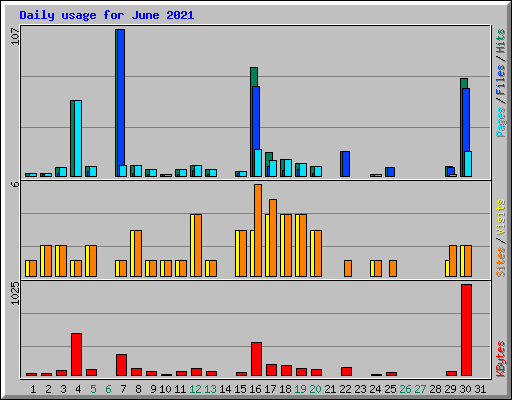 Daily usage for June 2021
107
Pages / Files / Hits
6
Sites / Visits
1025
KBytes
1 2 3 4 5 6 7 8 9 10 11 12 13 14 15 16 17 18 19 20 21 22 23 24 25 26 27 28 29 30 31